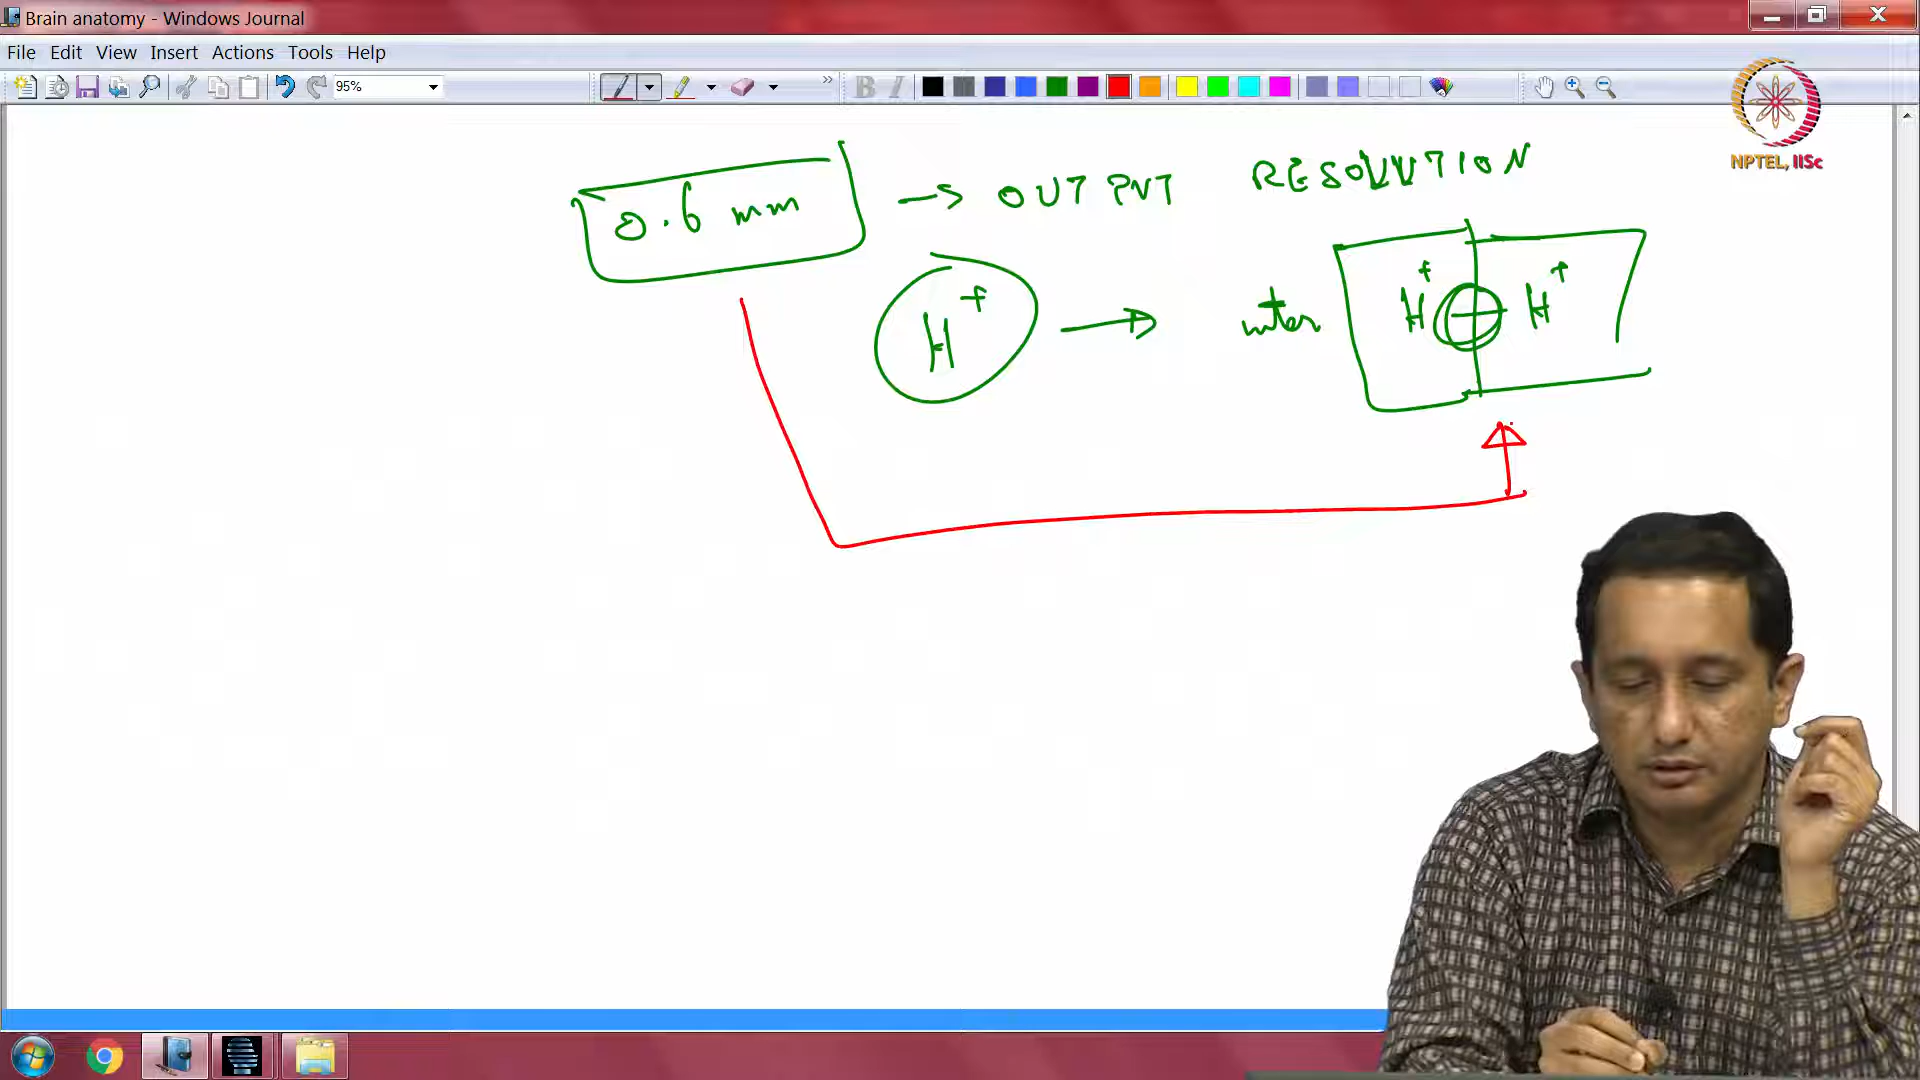 Brain anatomy - Windows Journal
File Edit View Insert Actions Tools Help
95%
B I
NPTEL, IISc
0.6 mm → OUTPUT RESOLUTION
H+ → water H+ H+